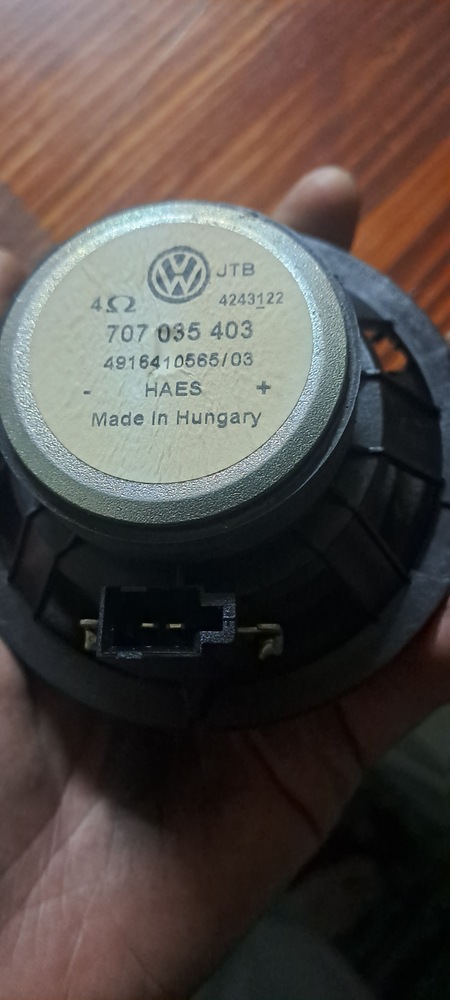 JTB
4Ω 4243122
707 035 403
4916410565/03
- HAES +
Made in Hungary